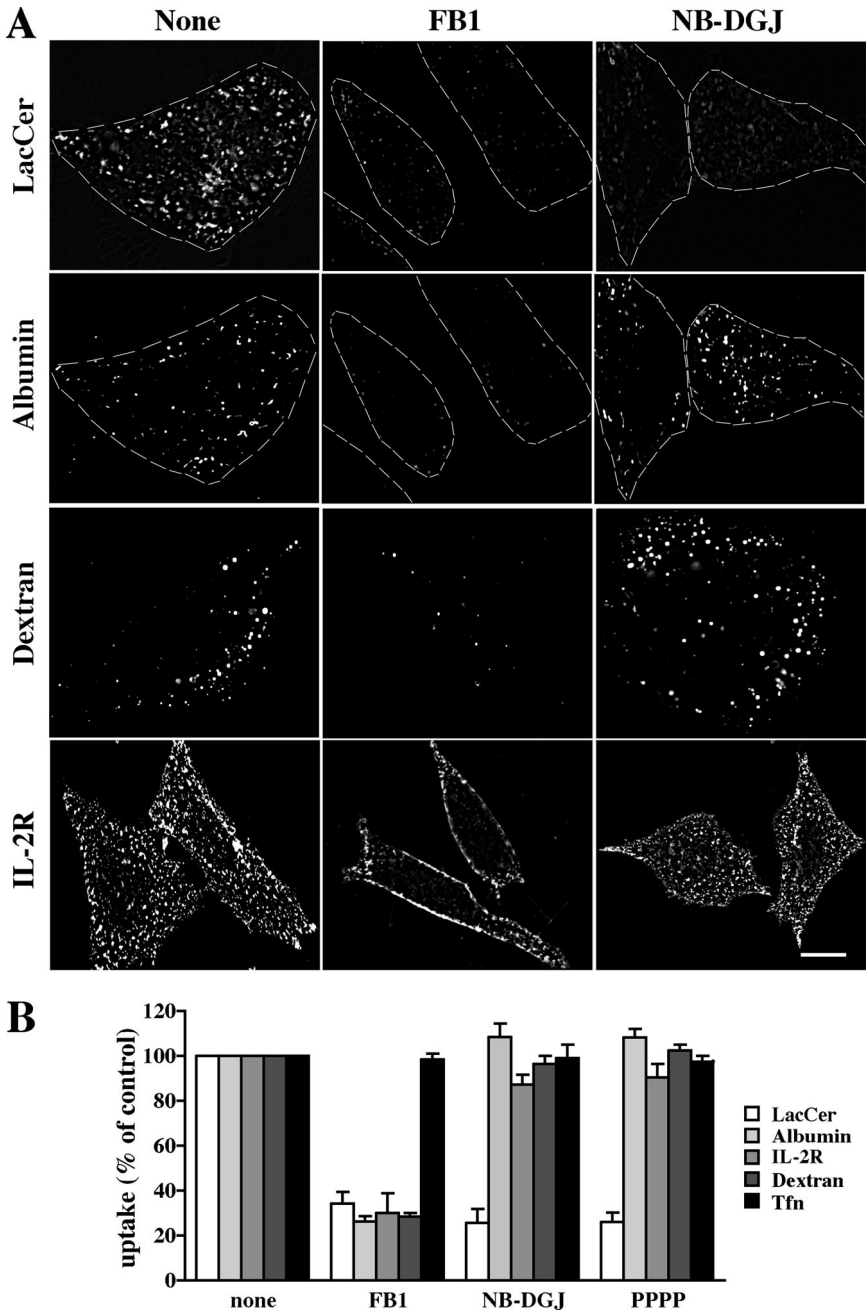 A
None FB1 NB-DGJ
LacCer
Albumin
Dextran
IL-2R
B
uptake (% of control)
120
100
80
60
40
20
0
none FB1 NB-DGJ PPPP
LacCer
Albumin
IL-2R
Dextran
Tfn